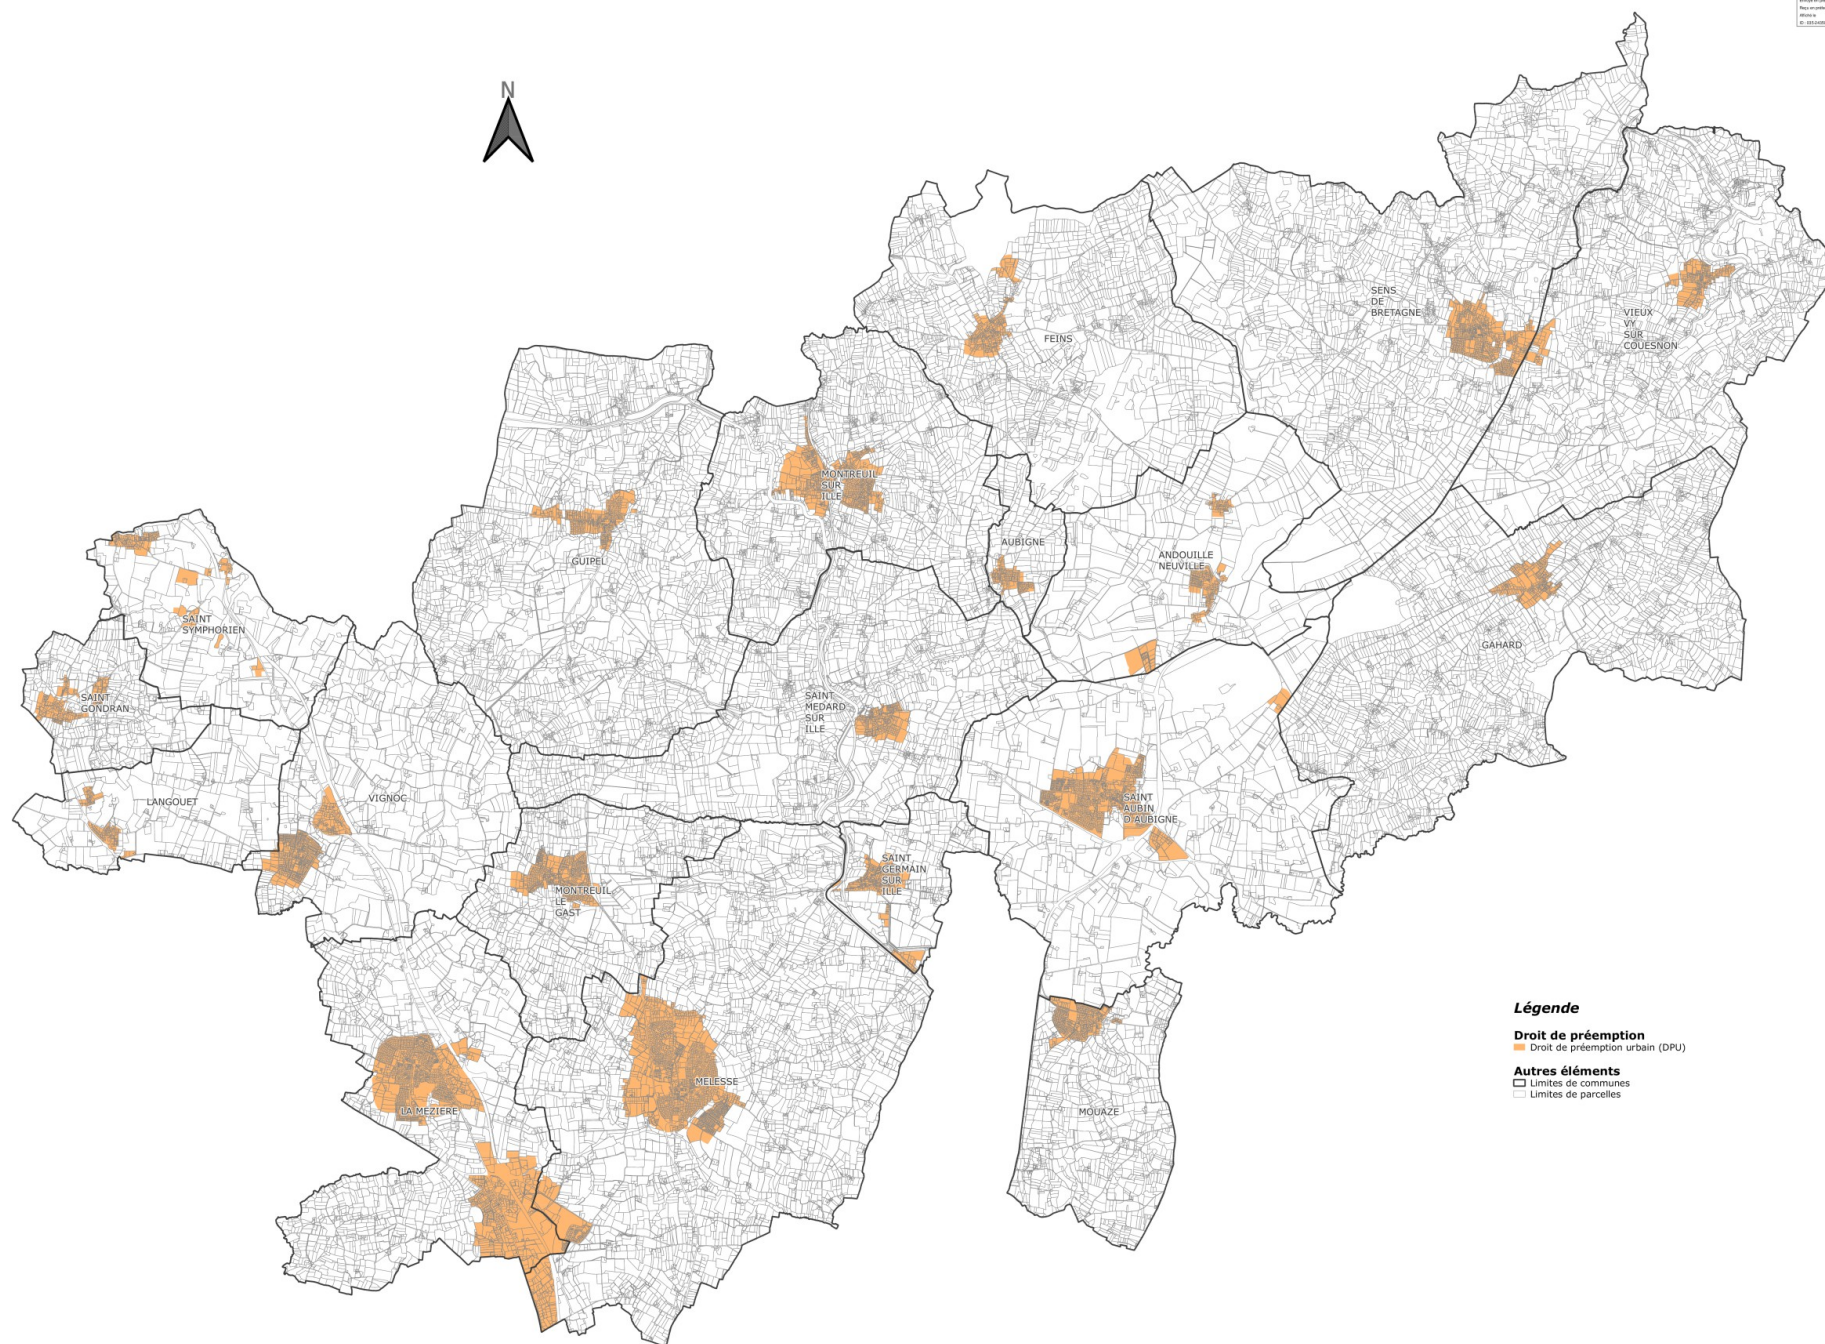 N
SENS
DE
BRETAGNE
VIEUX
VY
SUR
COUESNON
FEINS
MONTREUIL
SUR
ILLE
AUBIGNE
ANDOUILLE
NEUVILLE
GUIPEL
SAINT
SYMPHORIEN
GAHARD
SAINT
GONDRAN
SAINT
MEDARD
SUR
ILLE
LANGOUET
VIGNOC
SAINT
AUBIN
D'AUBIGNE
SAINT
GERMAIN
SUR
ILLE
MONTREUIL
LE
GAST
MELESSE
LA MEZIERE
MOUAZE
Légende
Droit de préemption
Droit de préemption urbain (DPU)
Autres éléments
Limites de communes
Limites de parcelles